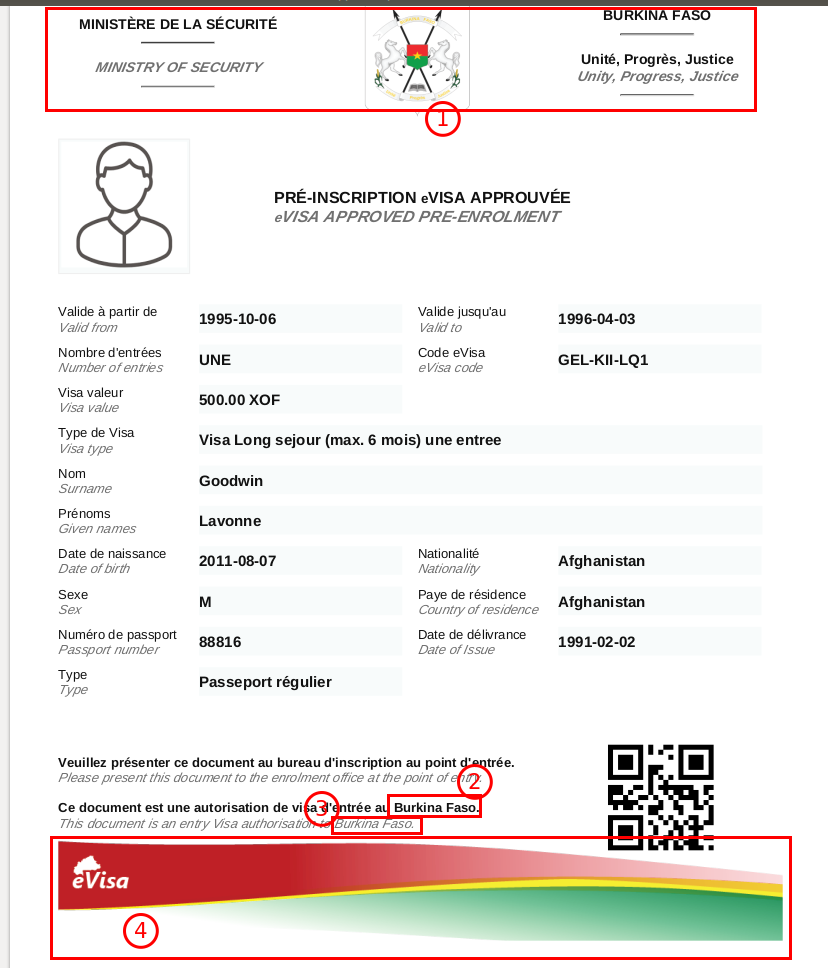 MINISTÈRE DE LA SÉCURITÉ
MINISTRY OF SECURITY
BURKINA FASO
Unité, Progrès, Justice
Unity, Progress, Justice
1
PRÉ-INSCRIPTION eVISA APPROUVÉE
eVISA APPROVED PRE-ENROLMENT
Valide à partir de 1995-10-06 Valide jusqu'au 1996-04-03
Valid from Valid to
Nombre d'entrées UNE Code eVisa GEL-KII-LQ1
Number of entries eVisa code
Visa valeur 500.00 XOF
Visa value
Type de Visa Visa Long sejour (max. 6 mois) une entree
Visa type
Nom Goodwin
Surname
Prénoms Lavonne
Given names
Date de naissance 2011-08-07 Nationalité Afghanistan
Date of birth Nationality
Sexe M Paye de résidence Afghanistan
Sex Country of residence
Numéro de passport 88816 Date de délivrance 1991-02-02
Passport number Date of Issue
Type Passeport régulier
Type
Veuillez présenter ce document au bureau d'inscription au point d'entrée.
Please present this document to the enrolment office at the point of entry.
2
Ce document est une autorisation de visa d'entrée au Burkina Faso.
3
This document is an entry Visa authorisation to Burkina Faso.
eVisa
4